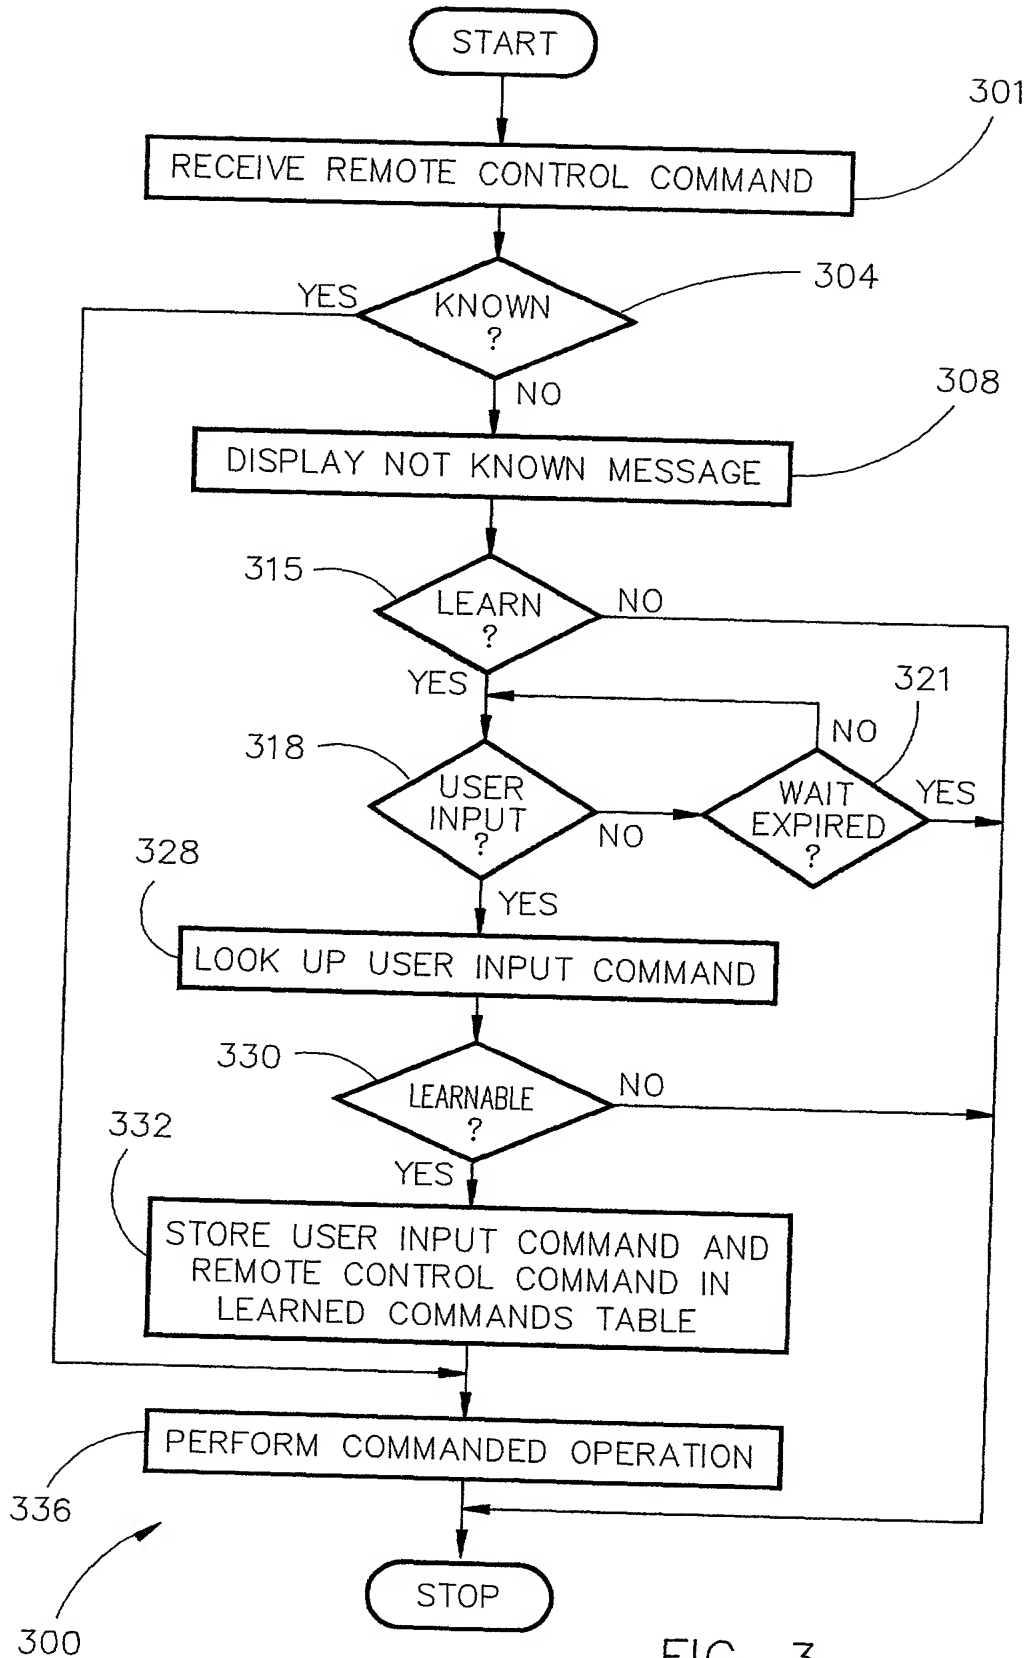 START
301
RECEIVE REMOTE CONTROL COMMAND
304
YES
KNOWN
?
NO
308
DISPLAY NOT KNOWN MESSAGE
315
LEARN
?
NO
YES
321
NO
318
USER
INPUT
?
NO
WAIT
EXPIRED
?
YES
328
YES
LOOK UP USER INPUT COMMAND
330
LEARNABLE
?
NO
332
YES
STORE USER INPUT COMMAND AND
REMOTE CONTROL COMMAND IN
LEARNED COMMANDS TABLE
PERFORM COMMANDED OPERATION
336
STOP
300
FIG. 3